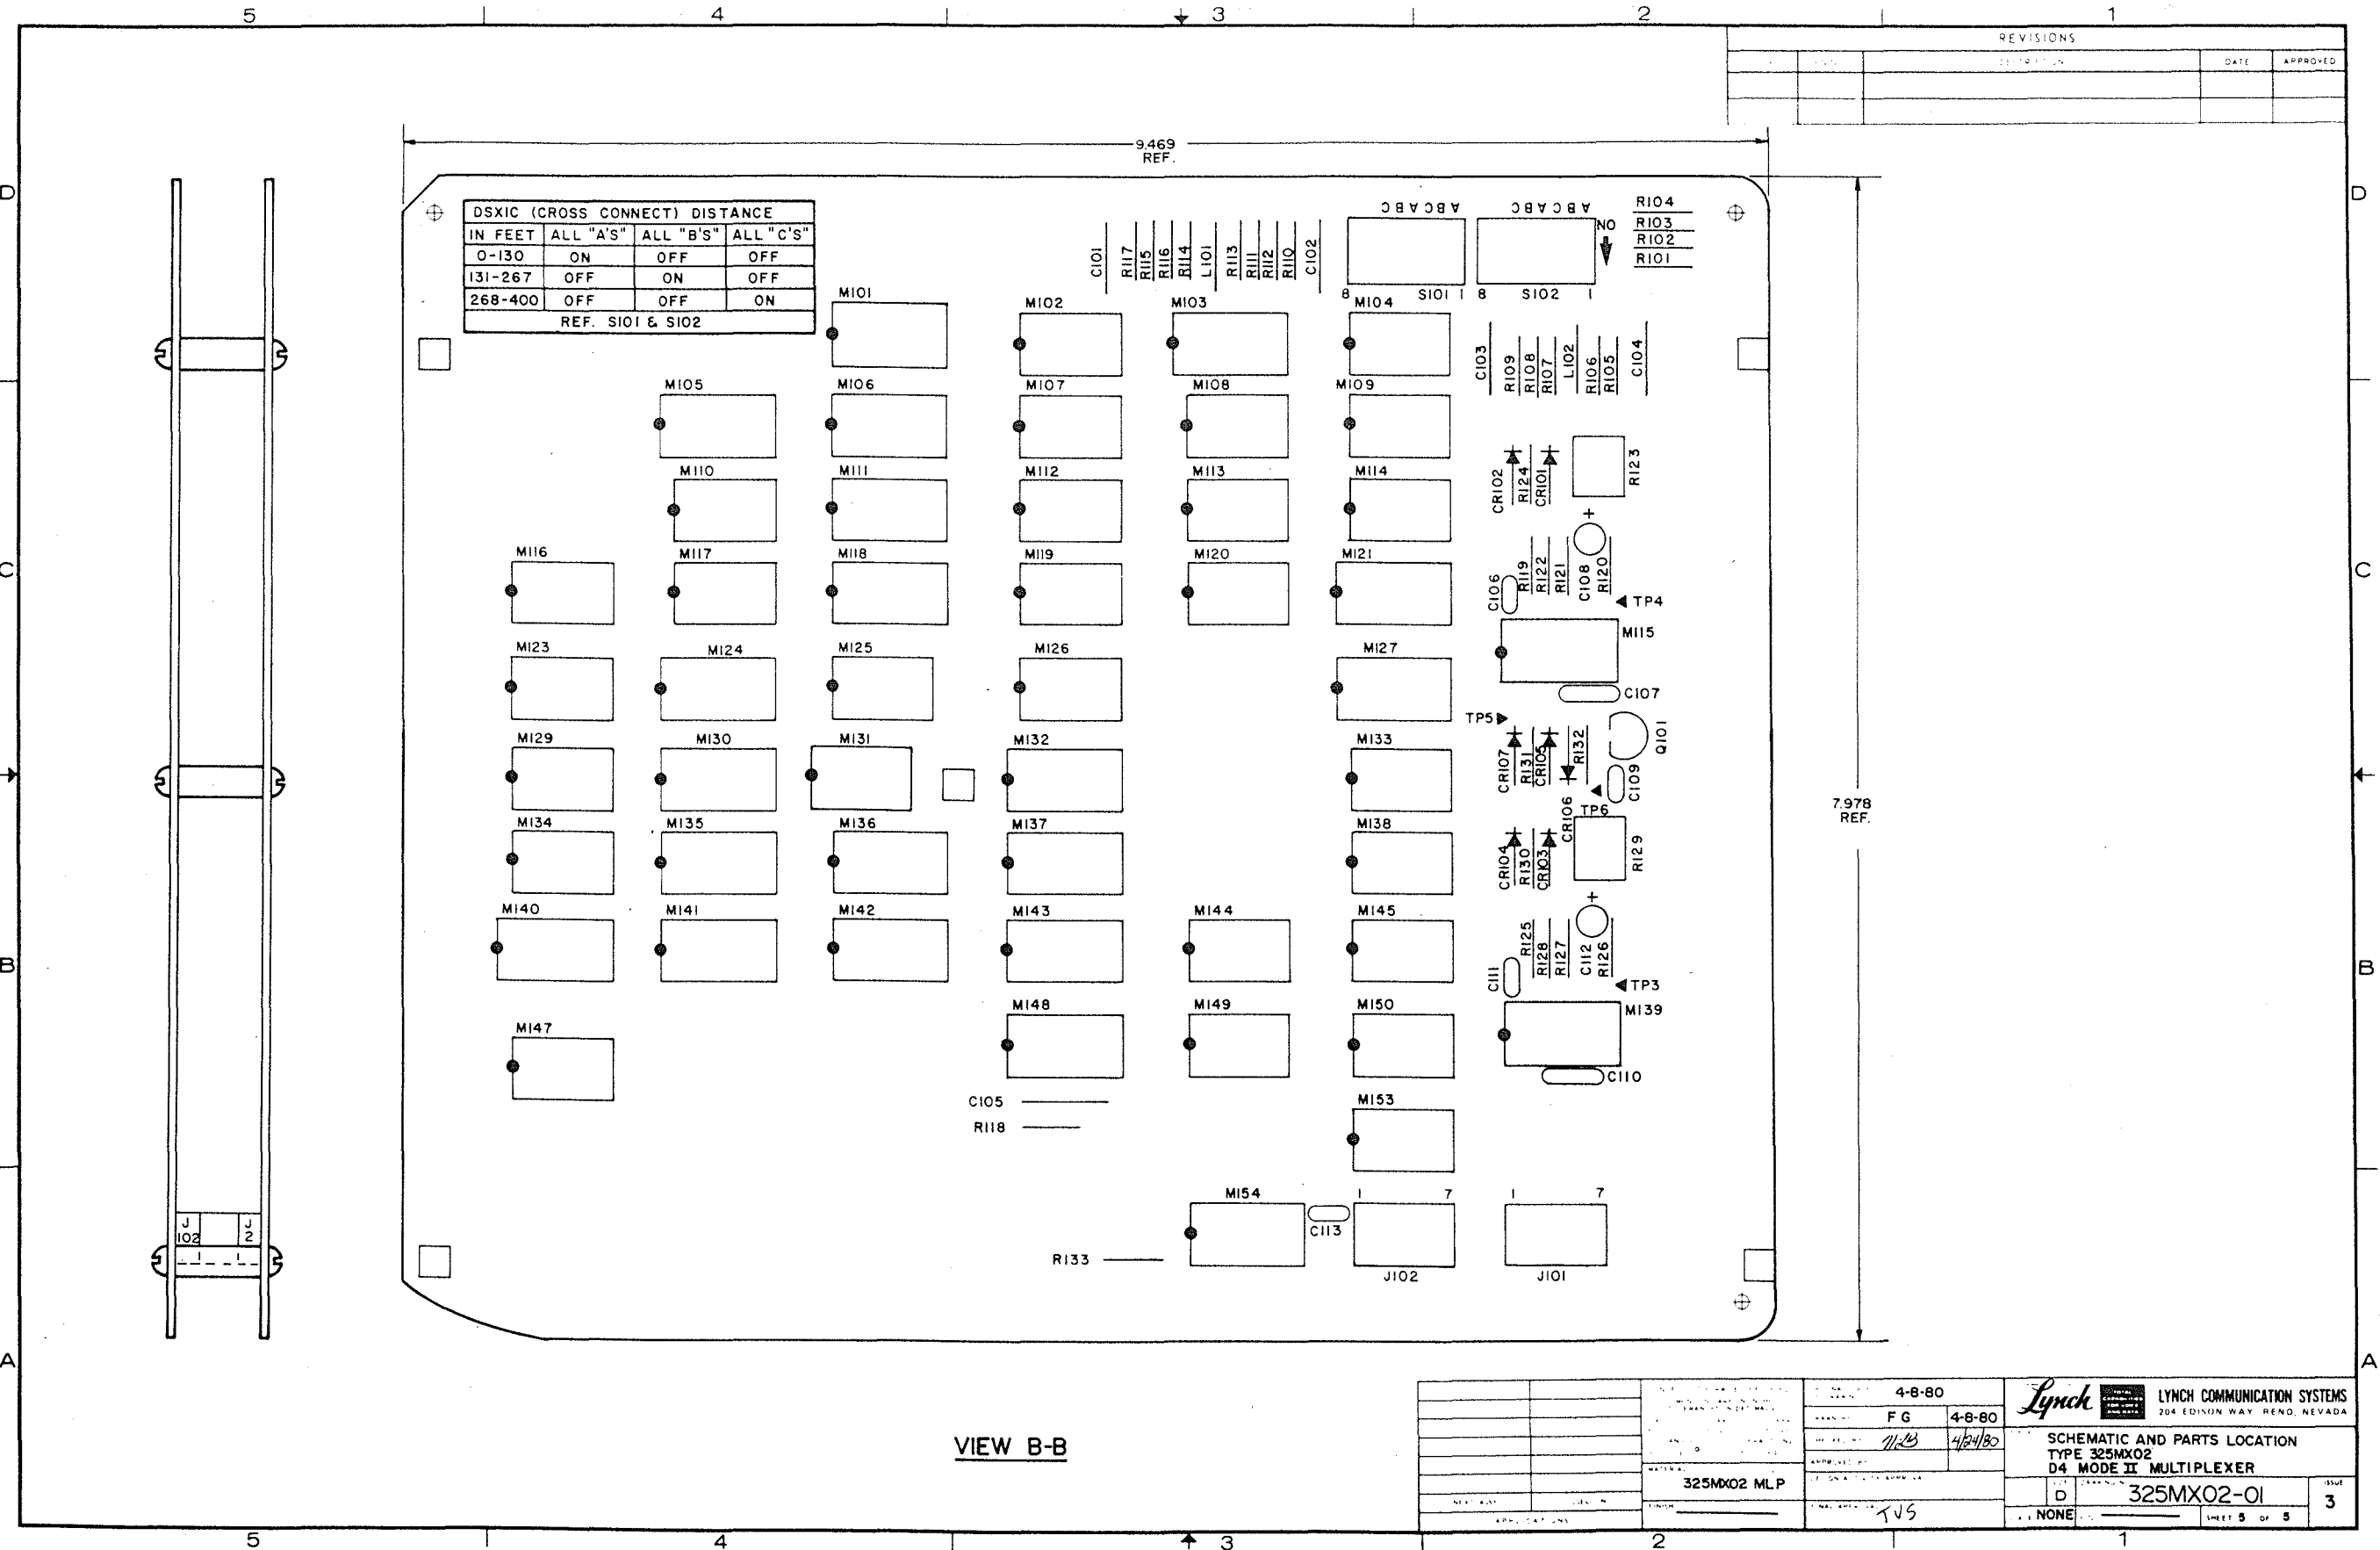 5 4 3 2 1
REVISIONS
DATE APPROVED
D
D
C
C
B
B
A
A
9.469
REF.
7.978
REF.
DSXIC (CROSS CONNECT) DISTANCE
IN FEET ALL "A'S" ALL "B'S" ALL "C'S"
0-130 ON OFF OFF
131-267 OFF ON OFF
268-400 OFF OFF ON
REF. S101 & S102
C101
R117
R115
R116
R114
L101
R113
R111
R112
R110
C102
A B C A B C
8 S101 1
A B C A B C
8 S102 1
NO
R104
R103
R102
R101
M101
M102
M103
M104
C103
R109
R108
R107
L102
R106
R105
C104
M105
M106
M107
M108
M109
M110
M111
M112
M113
M114
CR102
R124
CR101
R123
M116
M117
M118
M119
M120
M121
+
C106
R119
R122
R121
C108
R120
TP4
M115
M123
M124
M125
M126
M127
C107
TP5
Q101
M129
M130
M131
M132
M133
CR107
R131
CR105
R132
C109
CR106
TP6
M134
M135
M136
M137
M138
CR104
R130
CR103
R129
M140
M141
M142
M143
M144
M145
+
R125
R128
R127
C112
R126
C111
TP3
M139
M147
M148
M149
M150
C110
C105
R118
M153
M154
1 7
1 7
C113
R133
J102
J101
J
102
J
2
VIEW B-B
4-8-80
F G 4-8-80
4/24/80
325MX02 MLP
TVS
APPLICATIONS
Lynch LYNCH COMMUNICATION SYSTEMS
204 EDISON WAY RENO, NEVADA
SCHEMATIC AND PARTS LOCATION
TYPE 325MX02
D4 MODE II MULTIPLEXER
D 325MX02-01
ISSUE
3
NONE
SHEET 5 OF 5
5 4 3 2 1